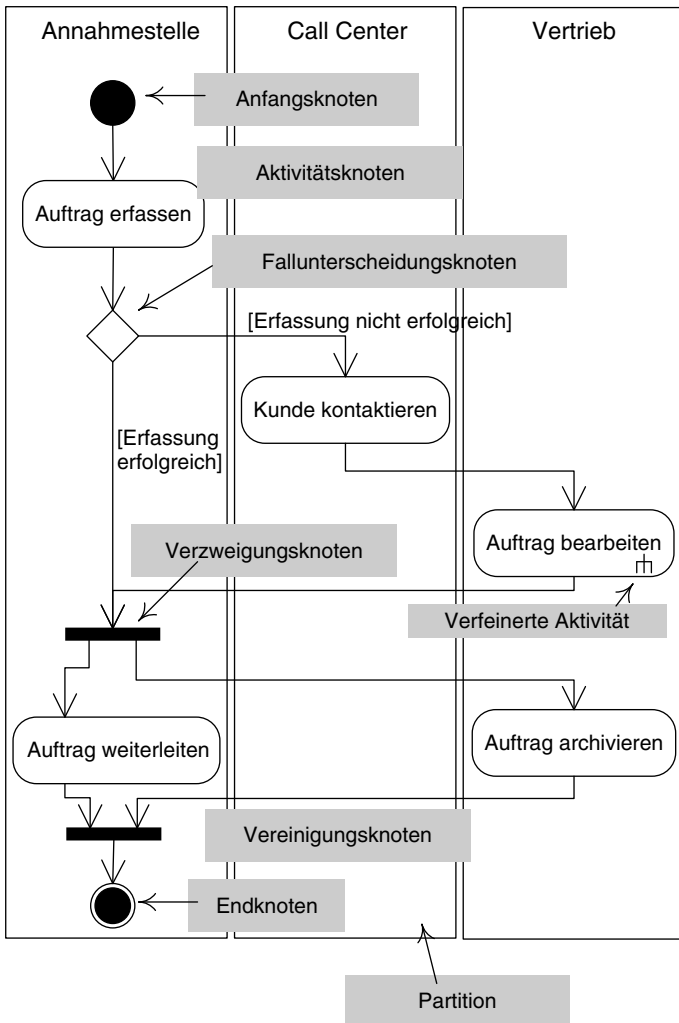 Annahmestelle
Call Center
Vertrieb
Anfangsknoten
Aktivitätsknoten
Auftrag erfassen
Fallunterscheidungsknoten
[Erfassung nicht erfolgreich]
Kunde kontaktieren
[Erfassung
erfolgreich]
Auftrag bearbeiten
Verzweigungsknoten
Verfeinerte Aktivität
Auftrag weiterleiten
Auftrag archivieren
Vereinigungsknoten
Endknoten
Partition